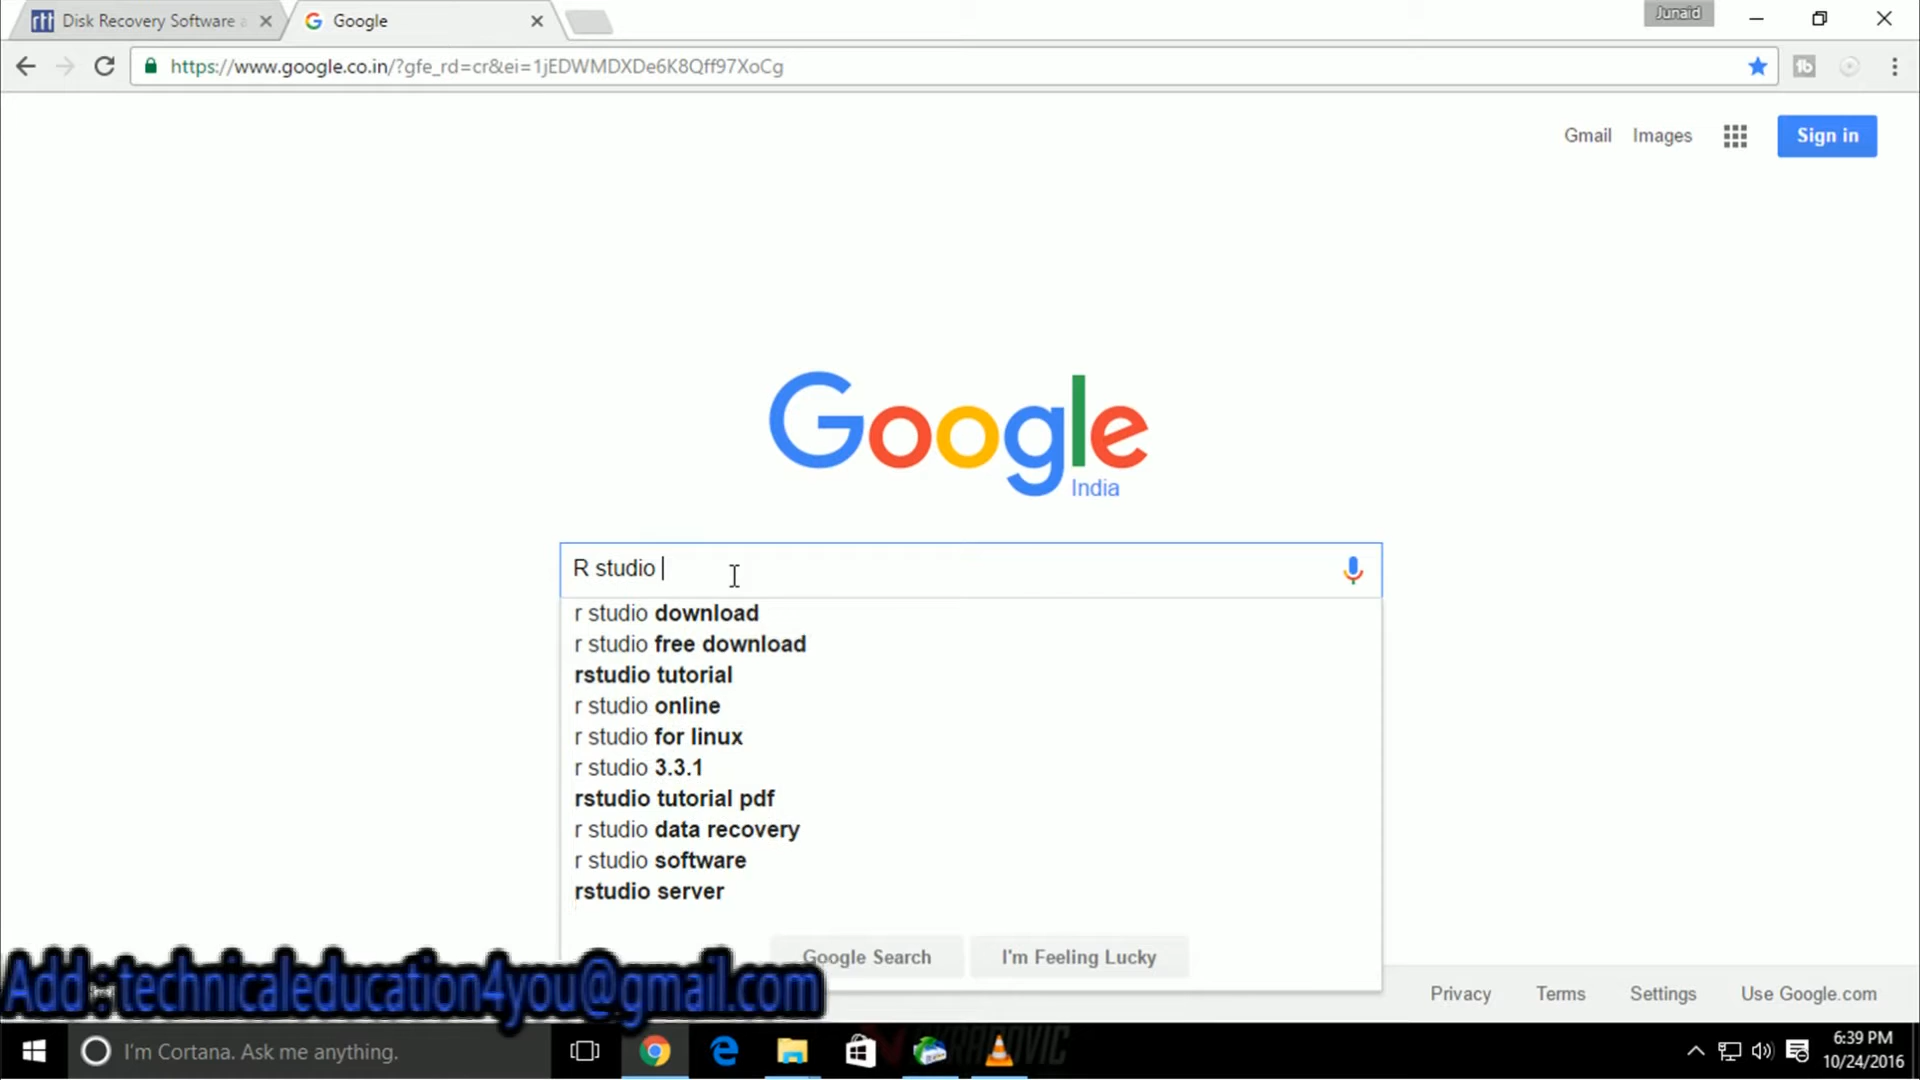 Disk Recovery Software a
Google
Junaid
https://www.google.co.in/?gfe_rd=cr&ei=1jEDWMDXDe6K8Qff97XoCg
Gmail
Images
Sign in
Google
India
R studio
r studio download
r studio free download
rstudio tutorial
r studio online
r studio for linux
r studio 3.3.1
rstudio tutorial pdf
r studio data recovery
r studio software
rstudio server
Google Search
I'm Feeling Lucky
Add : technicaleducation4you@gmail.com
Privacy
Terms
Settings
Use Google.com
I'm Cortana. Ask me anything.
6:39 PM
10/24/2016